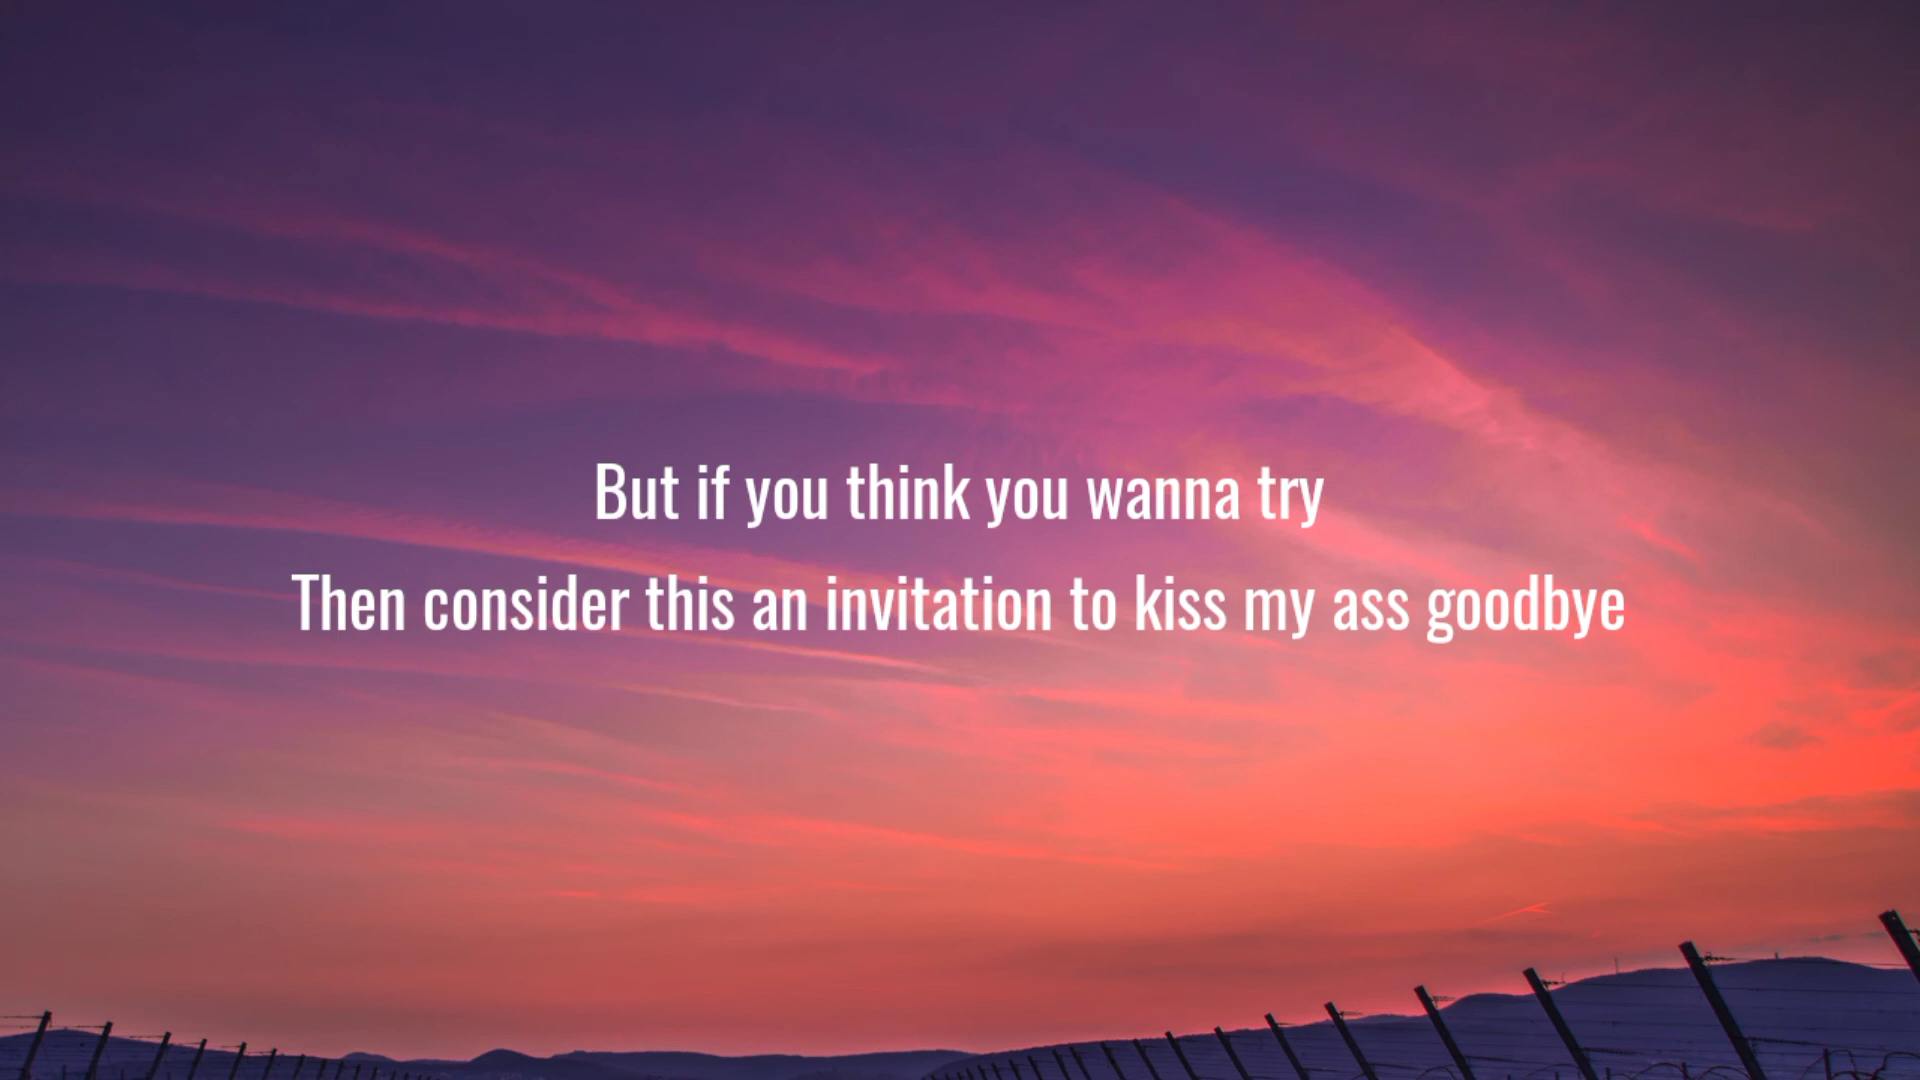 But if you think you wanna try
Then consider this an invitation to kiss my ass goodbye